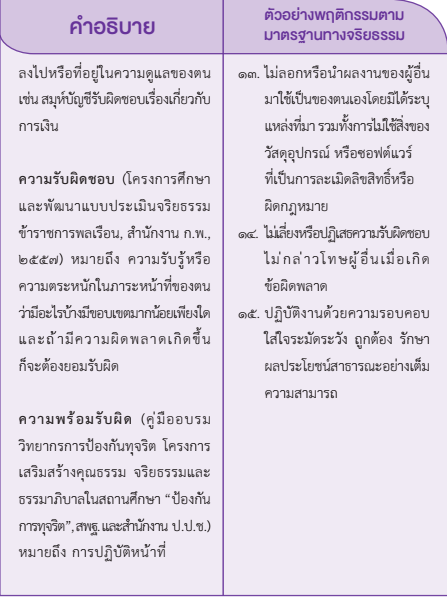 คำอธิบาย
ตัวอย่างพฤติกรรมตาม
มาตรฐานทางจริยธรรม
ลงไปหรือที่อยู่ในความดูแลของตน
เช่น สมุห์บัญชีรับผิดชอบเรื่องเกี่ยวกับ
การเงิน
ความรับผิดชอบ (โครงการศึกษา
และพัฒนาแบบประเมินจริยธรรม
ข้าราชการพลเรือน, สำนักงาน ก.พ.,
๒๕๕๗) หมายถึง ความรับรู้หรือ
ความตระหนักในภาระหน้าที่ของตน
ว่ามีอะไรบ้างมีขอบเขตมากน้อยเพียงใด
และถ้ามีความผิดพลาดเกิดขึ้น
ก็จะต้องยอมรับผิด
ความพร้อมรับผิด (คู่มืออบรม
วิทยากรการป้องกันทุจริต โครงการ
เสริมสร้างคุณธรรม จริยธรรมและ
ธรรมาภิบาลในสถานศึกษา “ป้องกัน
การทุจริต”, สพฐ. และสำนักงาน ป.ป.ช.)
หมายถึง การปฏิบัติหน้าที่
๑๓. ไม่ลอกหรือนำผลงานของผู้อื่น
มาใช้เป็นของตนเองโดยมิได้ระบุ
แหล่งที่มา รวมทั้งการไม่ใช้สิ่งของ
วัสดุอุปกรณ์ หรือซอฟต์แวร์
ที่เป็นการละเมิดลิขสิทธิ์หรือ
ผิดกฎหมาย
๑๔. ไม่เลี่ยงหรือปฏิเสธความรับผิดชอบ
ไม่กล่าวโทษผู้อื่นเมื่อเกิด
ข้อผิดพลาด
๑๕. ปฏิบัติงานด้วยความรอบคอบ
ใส่ใจระมัดระวัง ถูกต้อง รักษา
ผลประโยชน์สาธารณะอย่างเต็ม
ความสามารถ